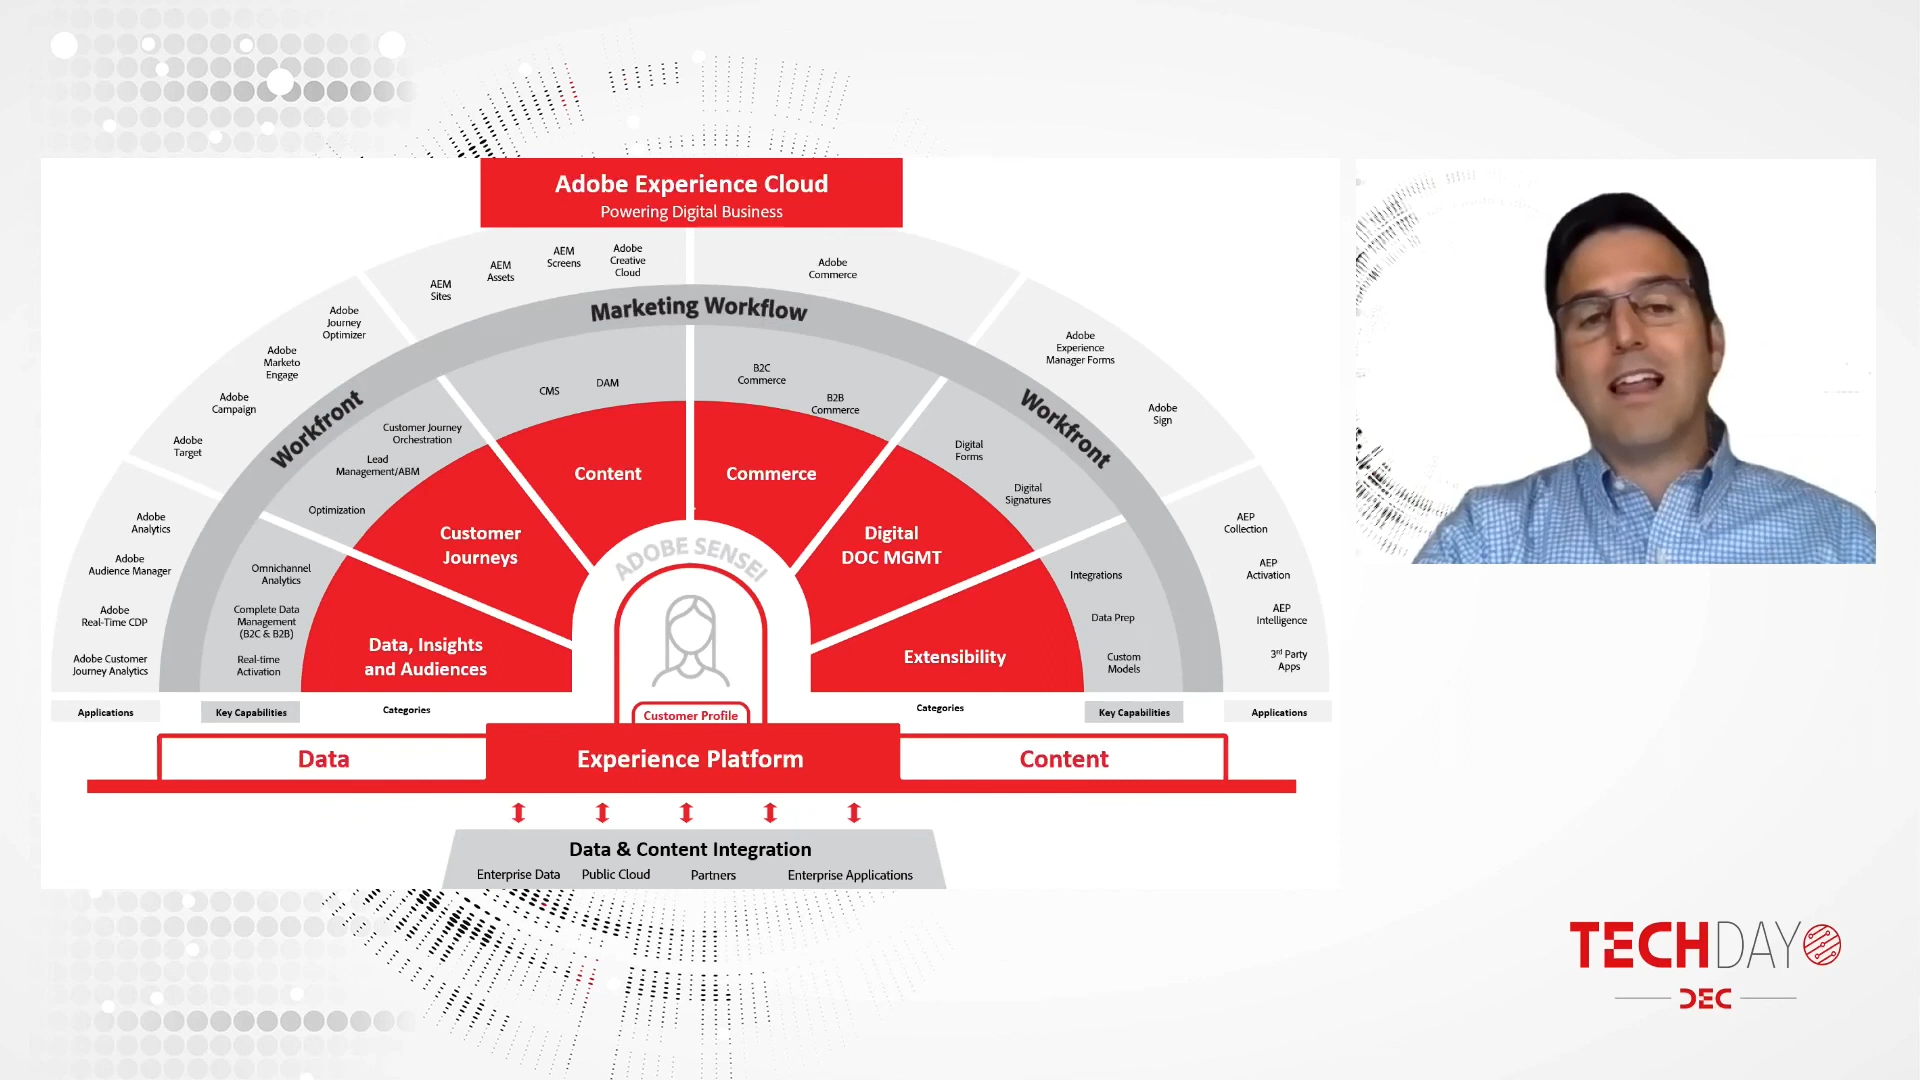 Adobe Experience Cloud
Powering Digital Business
AEM
Sites
AEM
Assets
AEM
Screens
Adobe
Creative
Cloud
Adobe
Commerce
Adobe
Journey
Optimizer
Adobe
Marketo
Engage
Adobe
Campaign
Adobe
Target
Adobe
Experience
Manager Forms
Adobe
Sign
Adobe
Analytics
Adobe
Audience Manager
Adobe
Real-Time CDP
Adobe Customer
Journey Analytics
AEP
Collection
AEP
Activation
AEP
Intelligence
3rd Party
Apps
Workfront
Marketing Workflow
Workfront
Customer Journey
Orchestration
Lead
Management/ABM
Optimization
CMS
DAM
B2C
Commerce
B2B
Commerce
Digital
Forms
Digital
Signatures
Omnichannel
Analytics
Complete Data
Management
(B2C & B2B)
Real-time
Activation
Integrations
Data Prep
Custom
Models
Content
Commerce
Customer
Journeys
Digital
DOC MGMT
Data, Insights
and Audiences
Extensibility
ADOBE SENSEI
Customer Profile
Applications
Key Capabilities
Categories
Categories
Key Capabilities
Applications
Data
Experience Platform
Content
Data & Content Integration
Enterprise Data
Public Cloud
Partners
Enterprise Applications
TECHDAY
DEC